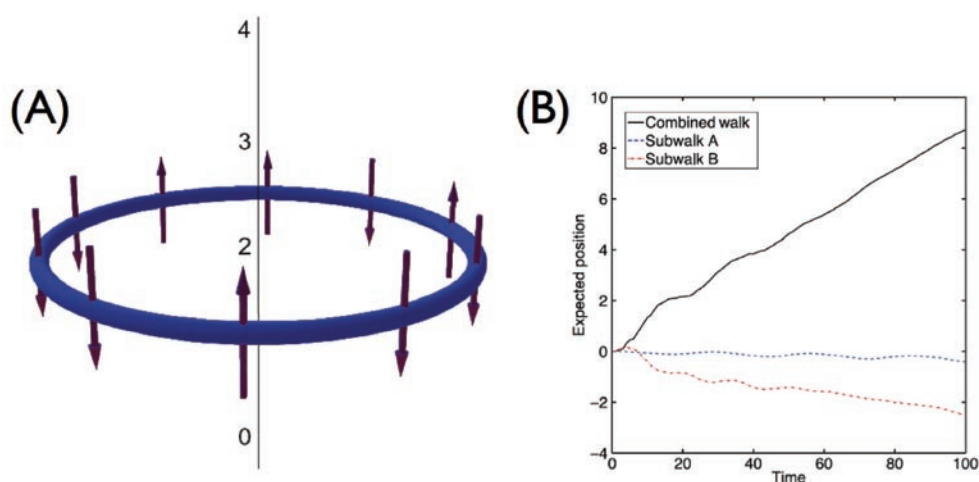 (A)
4
3
2
0
(B)
10
8
6
4
2
0
−2
−4
Expected position
Combined walk
Subwalk A
Subwalk B
0 20 40 60 80 100
Time